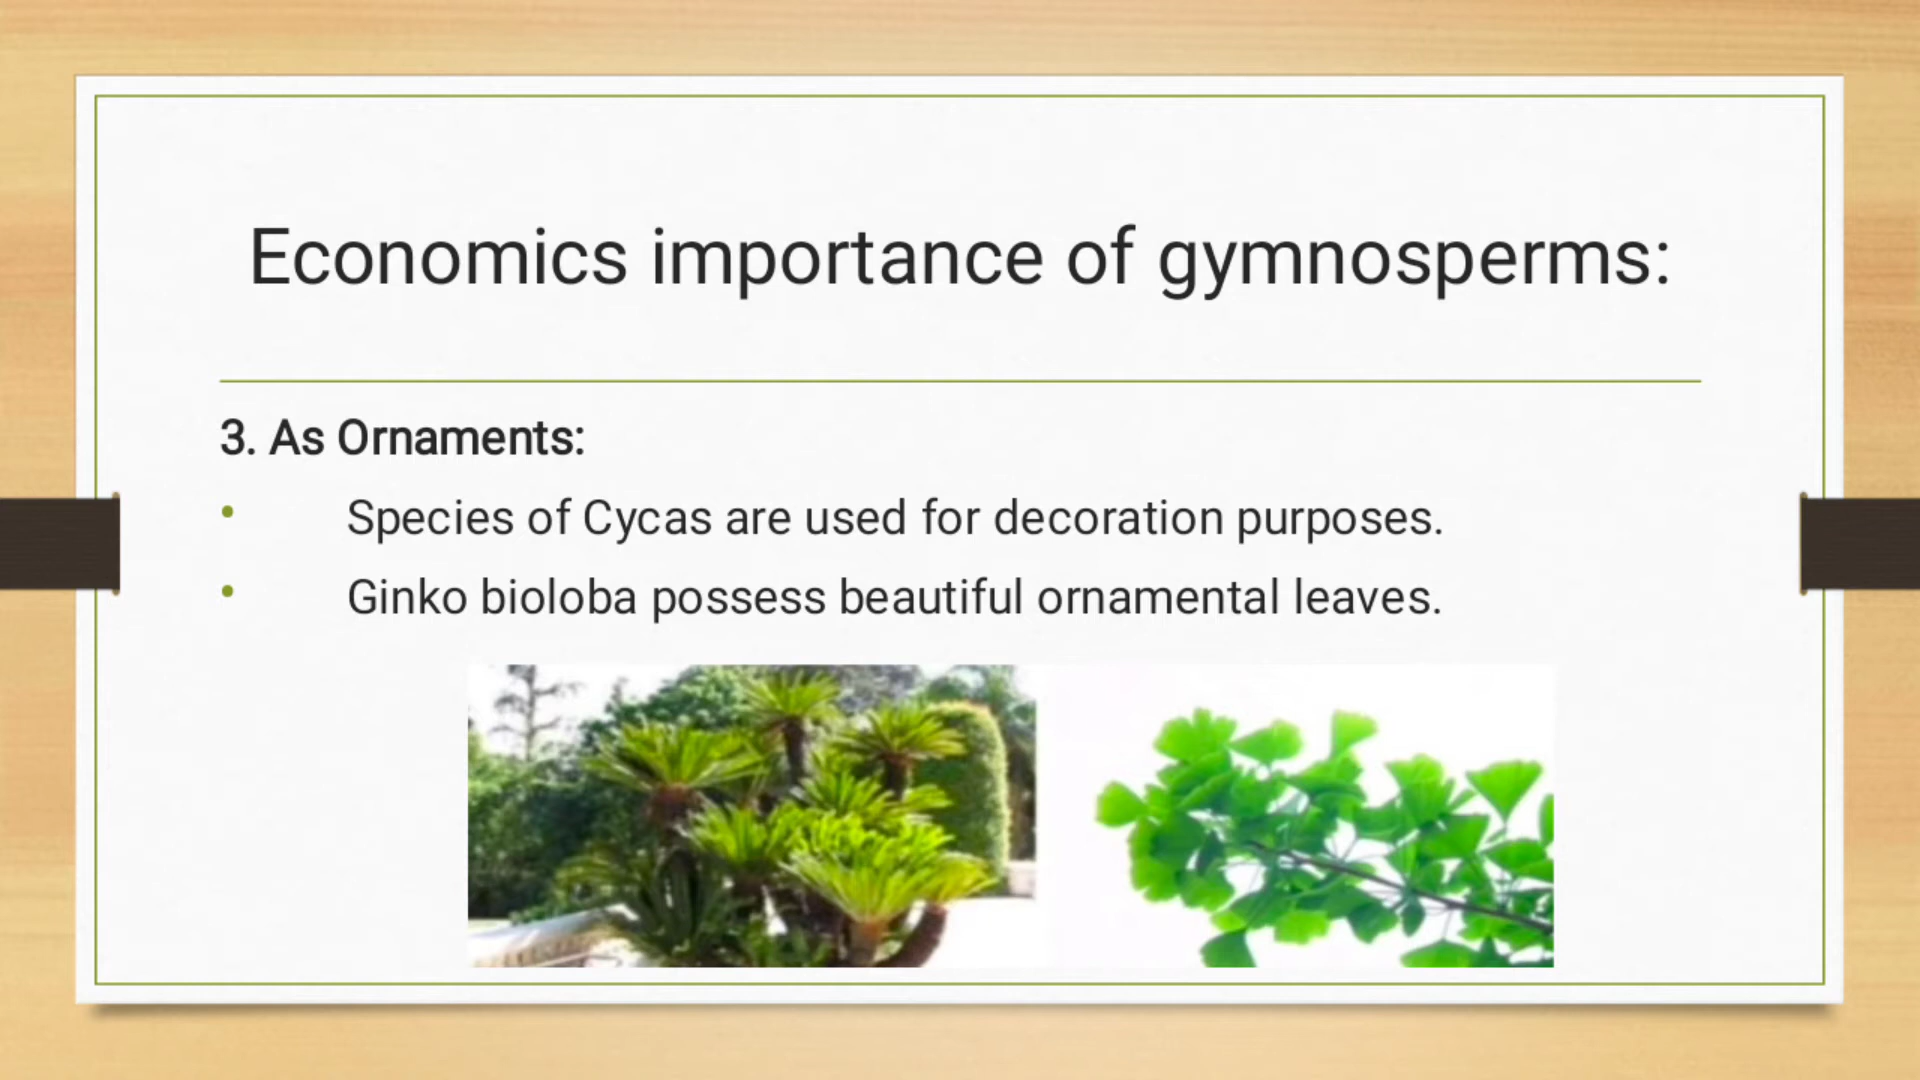 Economics importance of gymnosperms:
3. As Ornaments:
• Species of Cycas are used for decoration purposes.
• Ginko bioloba possess beautiful ornamental leaves.